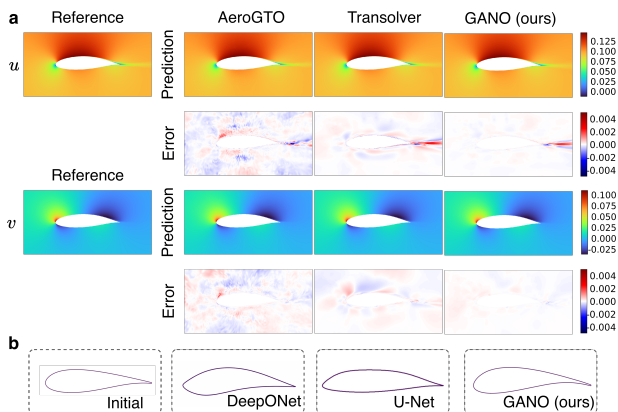 a
Reference
AeroGTO
Transolver
GANO (ours)
u
Prediction
0.125
0.100
0.075
0.050
0.025
0.000
Error
0.004
0.002
0.000
-0.002
-0.004
Reference
v
Prediction
0.100
0.075
0.050
0.025
0.000
-0.025
Error
0.004
0.002
0.000
-0.002
-0.004
b
Initial
DeepONet
U-Net
GANO (ours)